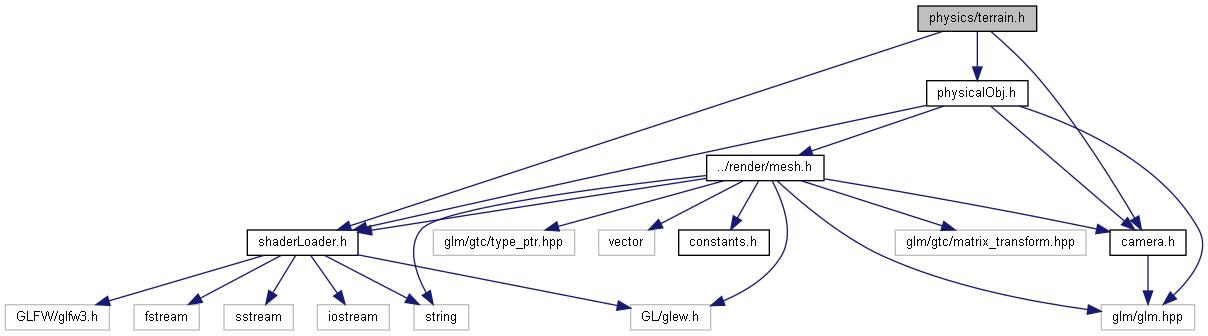 physics/terrain.h
physicalObj.h
../render/mesh.h
shaderLoader.h
glm/gtc/type_ptr.hpp
vector
constants.h
glm/gtc/matrix_transform.hpp
camera.h
GLFW/glfw3.h
fstream
sstream
iostream
string
GL/glew.h
glm/glm.hpp